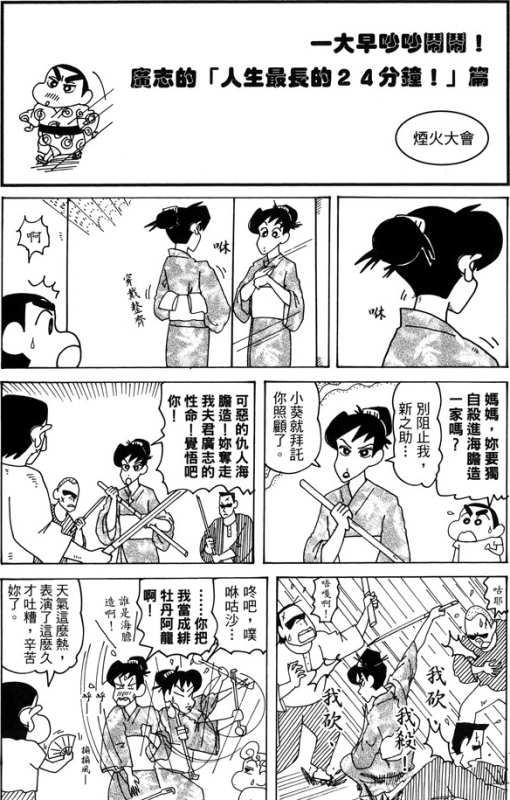 一大早吵吵鬧鬧！
廣志的「人生最長的２４分鐘！」篇
煙火大會
咻
咻
穿戴整齊
啊
媽媽，妳要獨
自殺進海膽造
一家嗎？
別阻止我，
新之助…
小葵就拜託
你照顧了。
可惡的仇人海
膽造！妳奪走
我夫君廣志的
性命！覺悟吧
你！
咕耶
唔嘎啊！
我砍、
我砍、
我殺！
咚吧，噗
咻咕沙…
……你把
我當成緋
牡丹阿龍
啊！
誰是海膽
造啊！
天氣這麼熱，
表演了這麼久
才吐糟，辛苦
妳了。
搧搧風